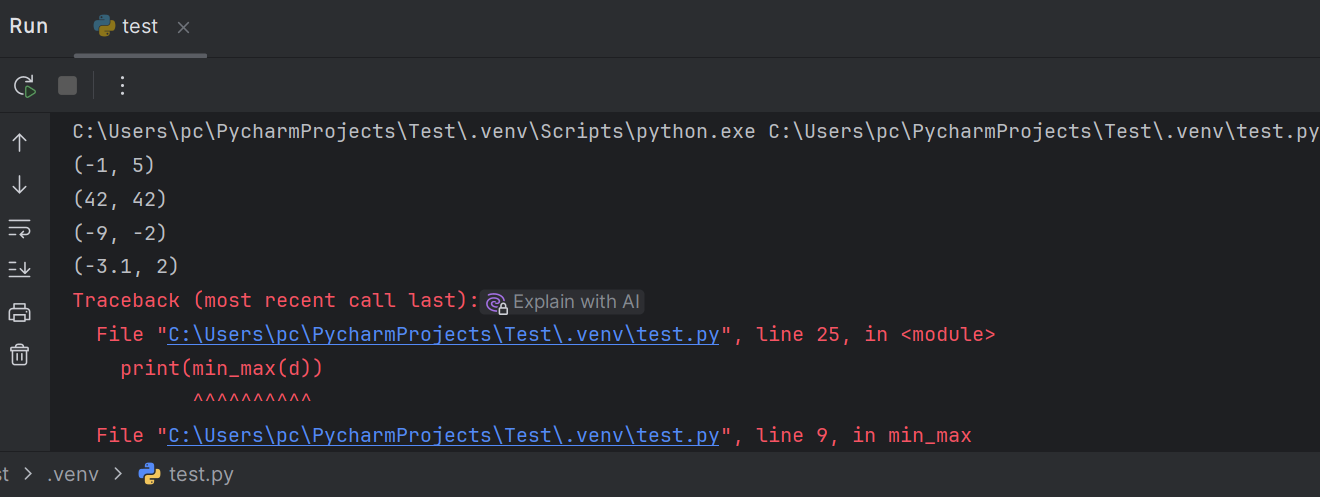 Run test
C:\Users\pc\PycharmProjects\Test\.venv\Scripts\python.exe C:\Users\pc\PycharmProjects\Test\.venv\test.py
(-1, 5)
(42, 42)
(-9, -2)
(-3.1, 2)
Traceback (most recent call last): Explain with AI
File "C:\Users\pc\PycharmProjects\Test\.venv\test.py", line 25, in <module>
print(min_max(d))
^^^^^^^^^^
File "C:\Users\pc\PycharmProjects\Test\.venv\test.py", line 9, in min_max
st > .venv > test.py